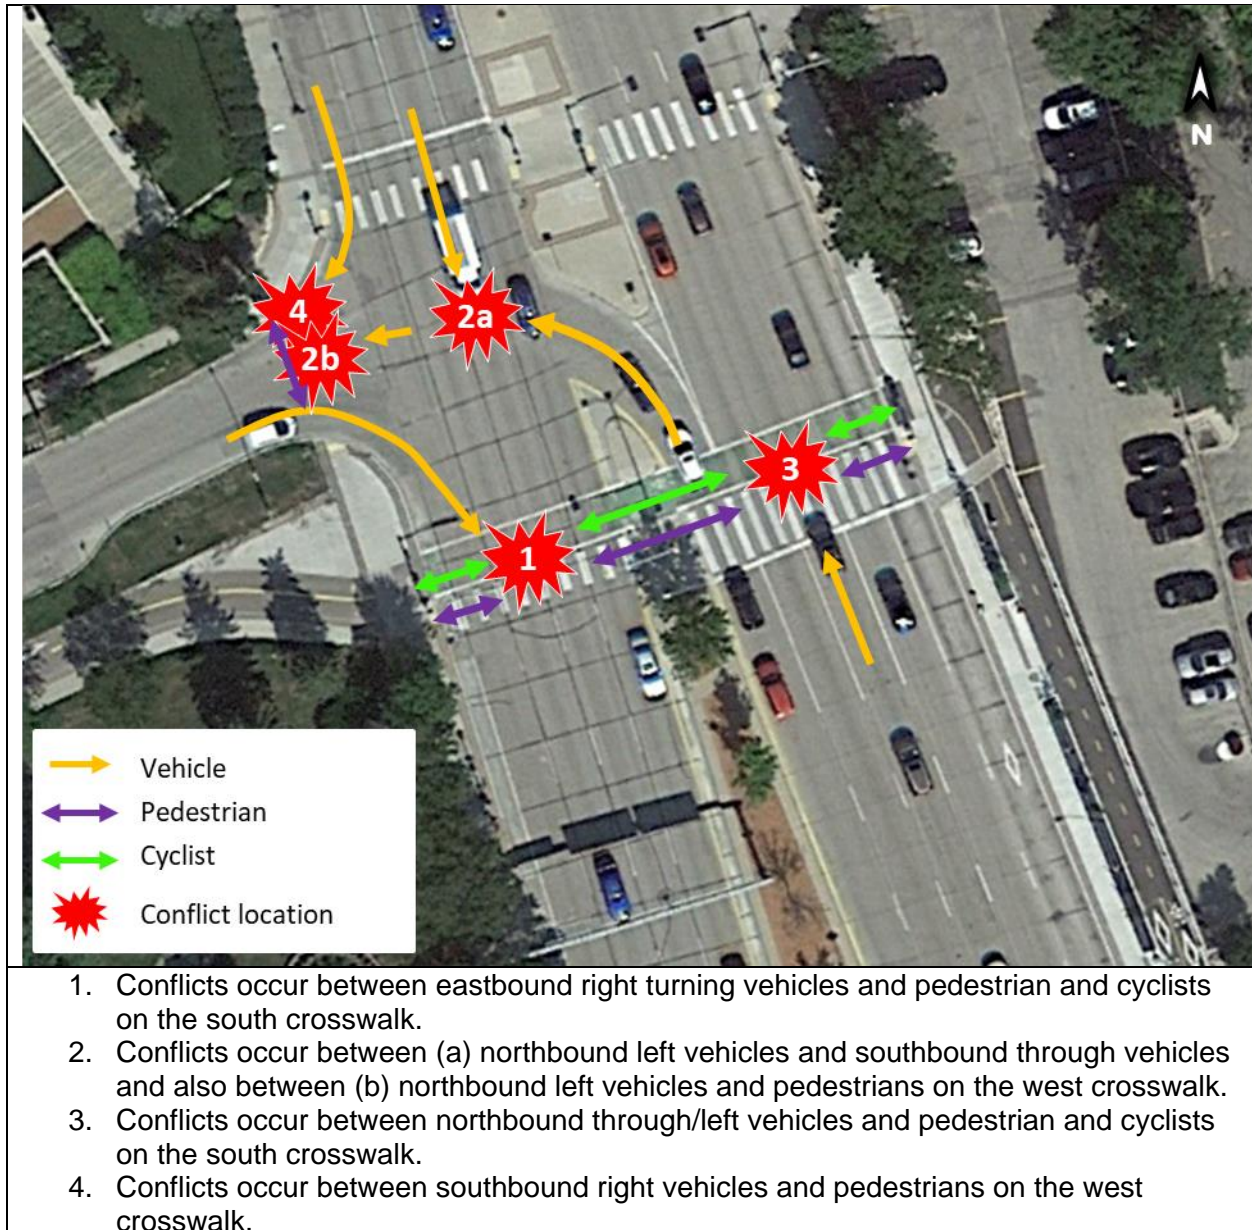 N
4
2a
2b
3
1
Vehicle
Pedestrian
Cyclist
Conflict location
1. Conflicts occur between eastbound right turning vehicles and pedestrian and cyclists
on the south crosswalk.
2. Conflicts occur between (a) northbound left vehicles and southbound through vehicles
and also between (b) northbound left vehicles and pedestrians on the west crosswalk.
3. Conflicts occur between northbound through/left vehicles and pedestrian and cyclists
on the south crosswalk.
4. Conflicts occur between southbound right vehicles and pedestrians on the west
crosswalk.